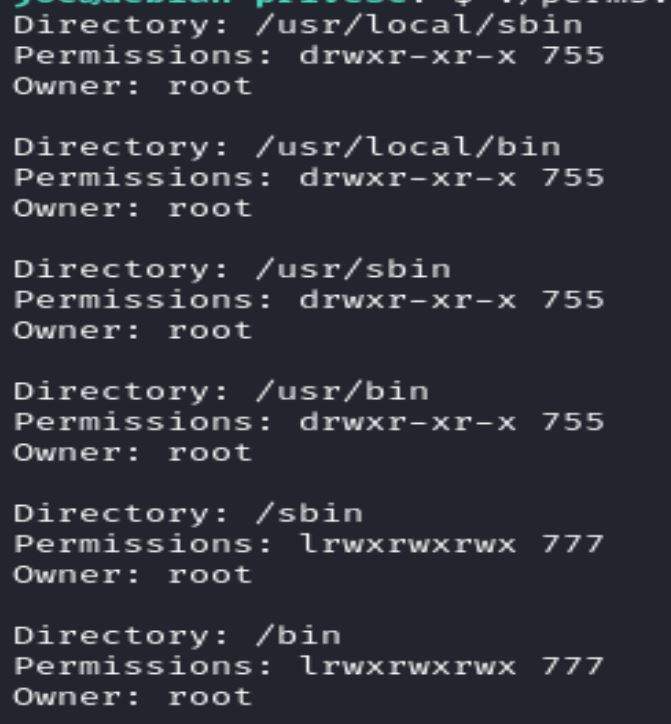 Directory: /usr/local/sbin
Permissions: drwxr-xr-x 755
Owner: root
Directory: /usr/local/bin
Permissions: drwxr-xr-x 755
Owner: root
Directory: /usr/sbin
Permissions: drwxr-xr-x 755
Owner: root
Directory: /usr/bin
Permissions: drwxr-xr-x 755
Owner: root
Directory: /sbin
Permissions: lrwxrwxrwx 777
Owner: root
Directory: /bin
Permissions: lrwxrwxrwx 777
Owner: root